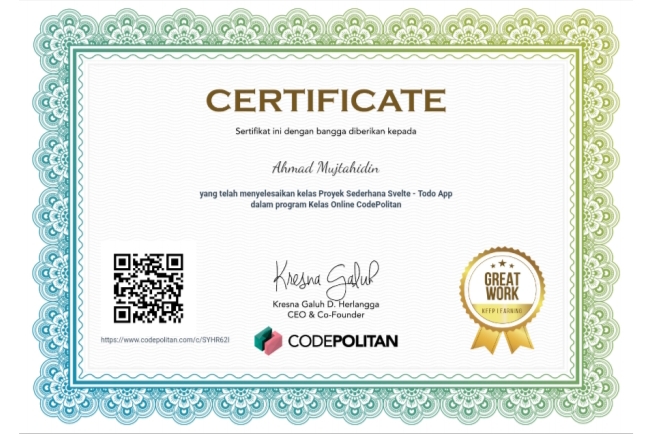 CERTIFICATE
Sertifikat ini dengan bangga diberikan kepada
Ahmad Mujtahidin
yang telah menyelesaikan kelas Proyek Sederhana Svelte - Todo App
dalam program Kelas Online CodePolitan
Kresna Galuh
Kresna Galuh D. Herlangga
CEO & Co-Founder
CODEPOLITAN
https://www.codepolitan.com/c/SYHR62I
GREAT
WORK
KEEP LEARNING